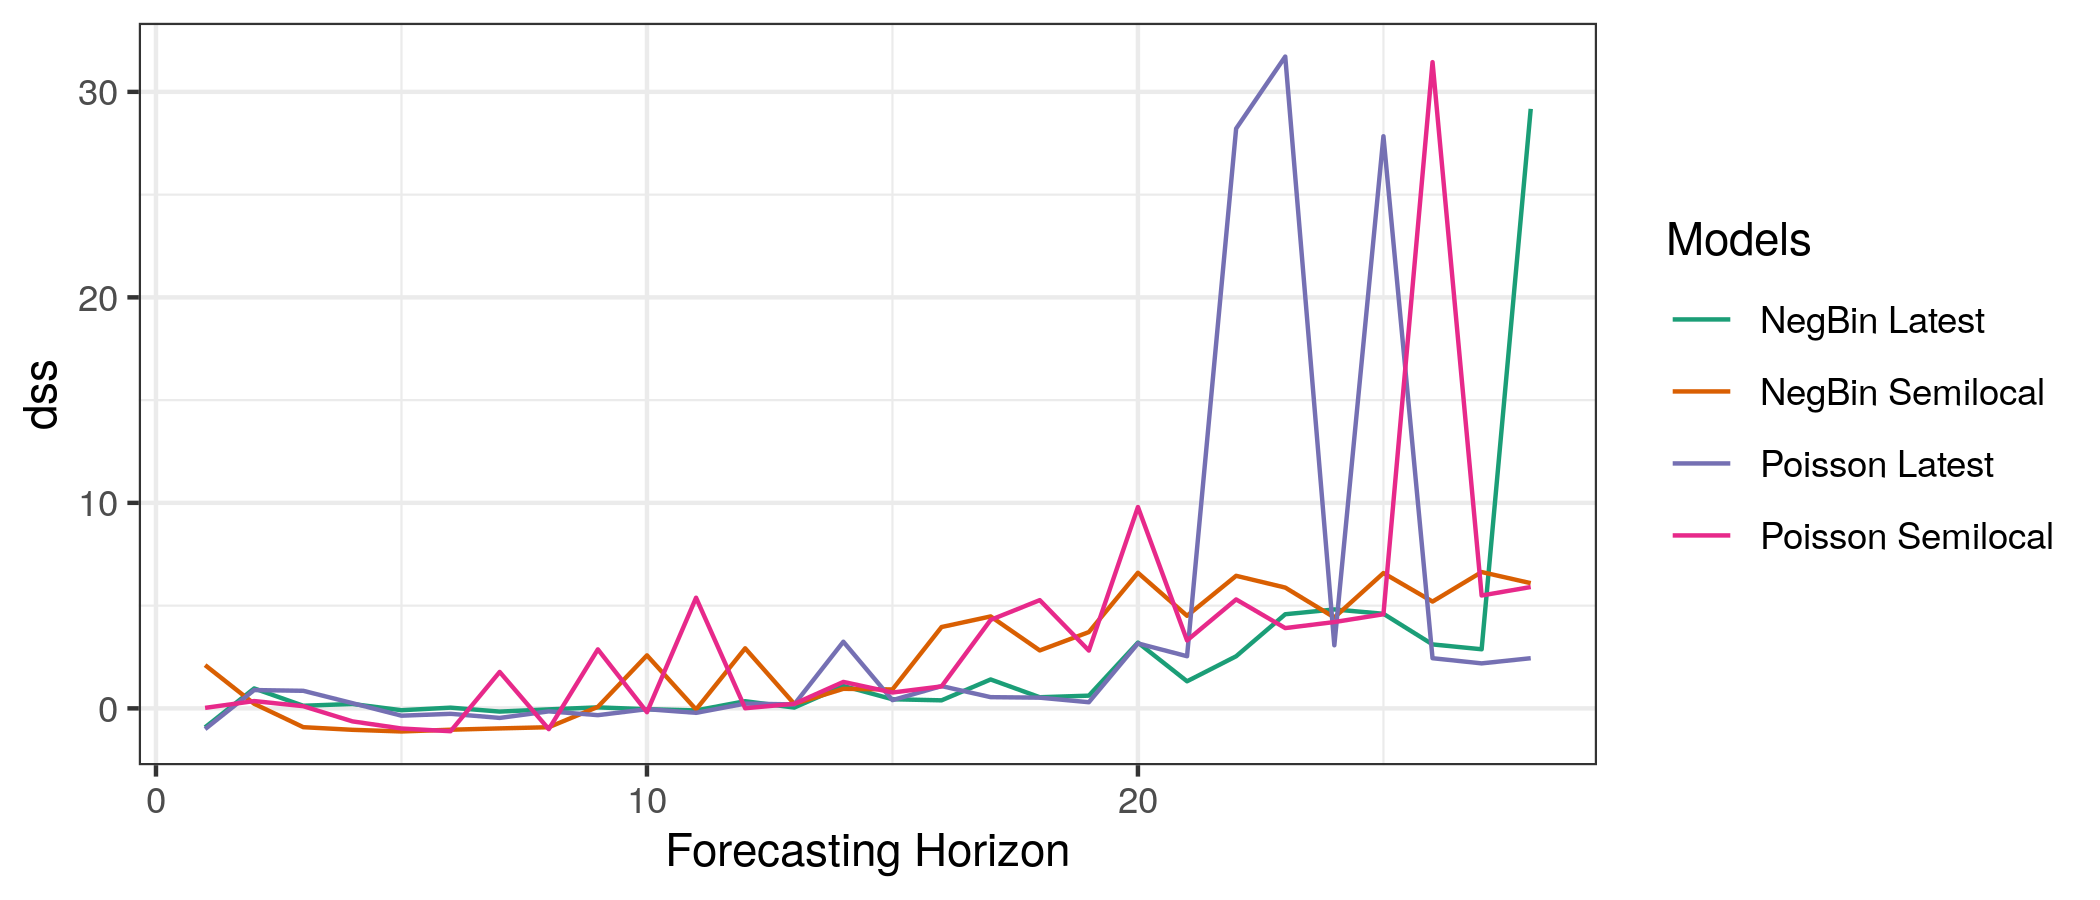 30
20
10
0
dss
0 10 20
Forecasting Horizon
Models
NegBin Latest
NegBin Semilocal
Poisson Latest
Poisson Semilocal